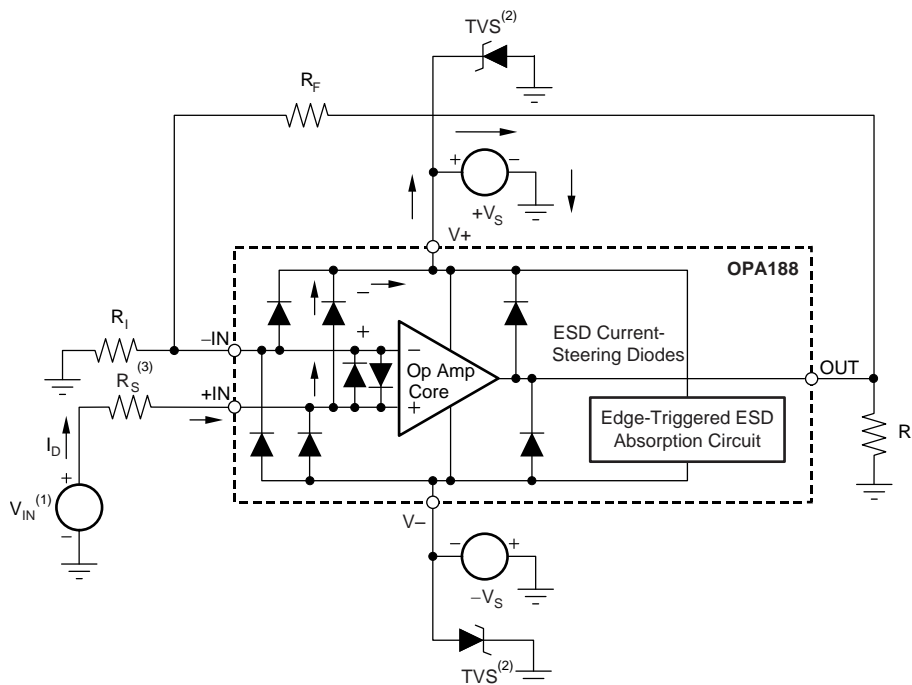 TVS(2)
RF
+ −
+VS
V+
OPA188
−
RI
−IN
+
ESD Current-
Steering Diodes
−
Op Amp
Core
+
OUT
RS(3)
+IN
Edge-Triggered ESD
Absorption Circuit
R
ID
+
VIN(1)
−
V−
− +
−VS
TVS(2)